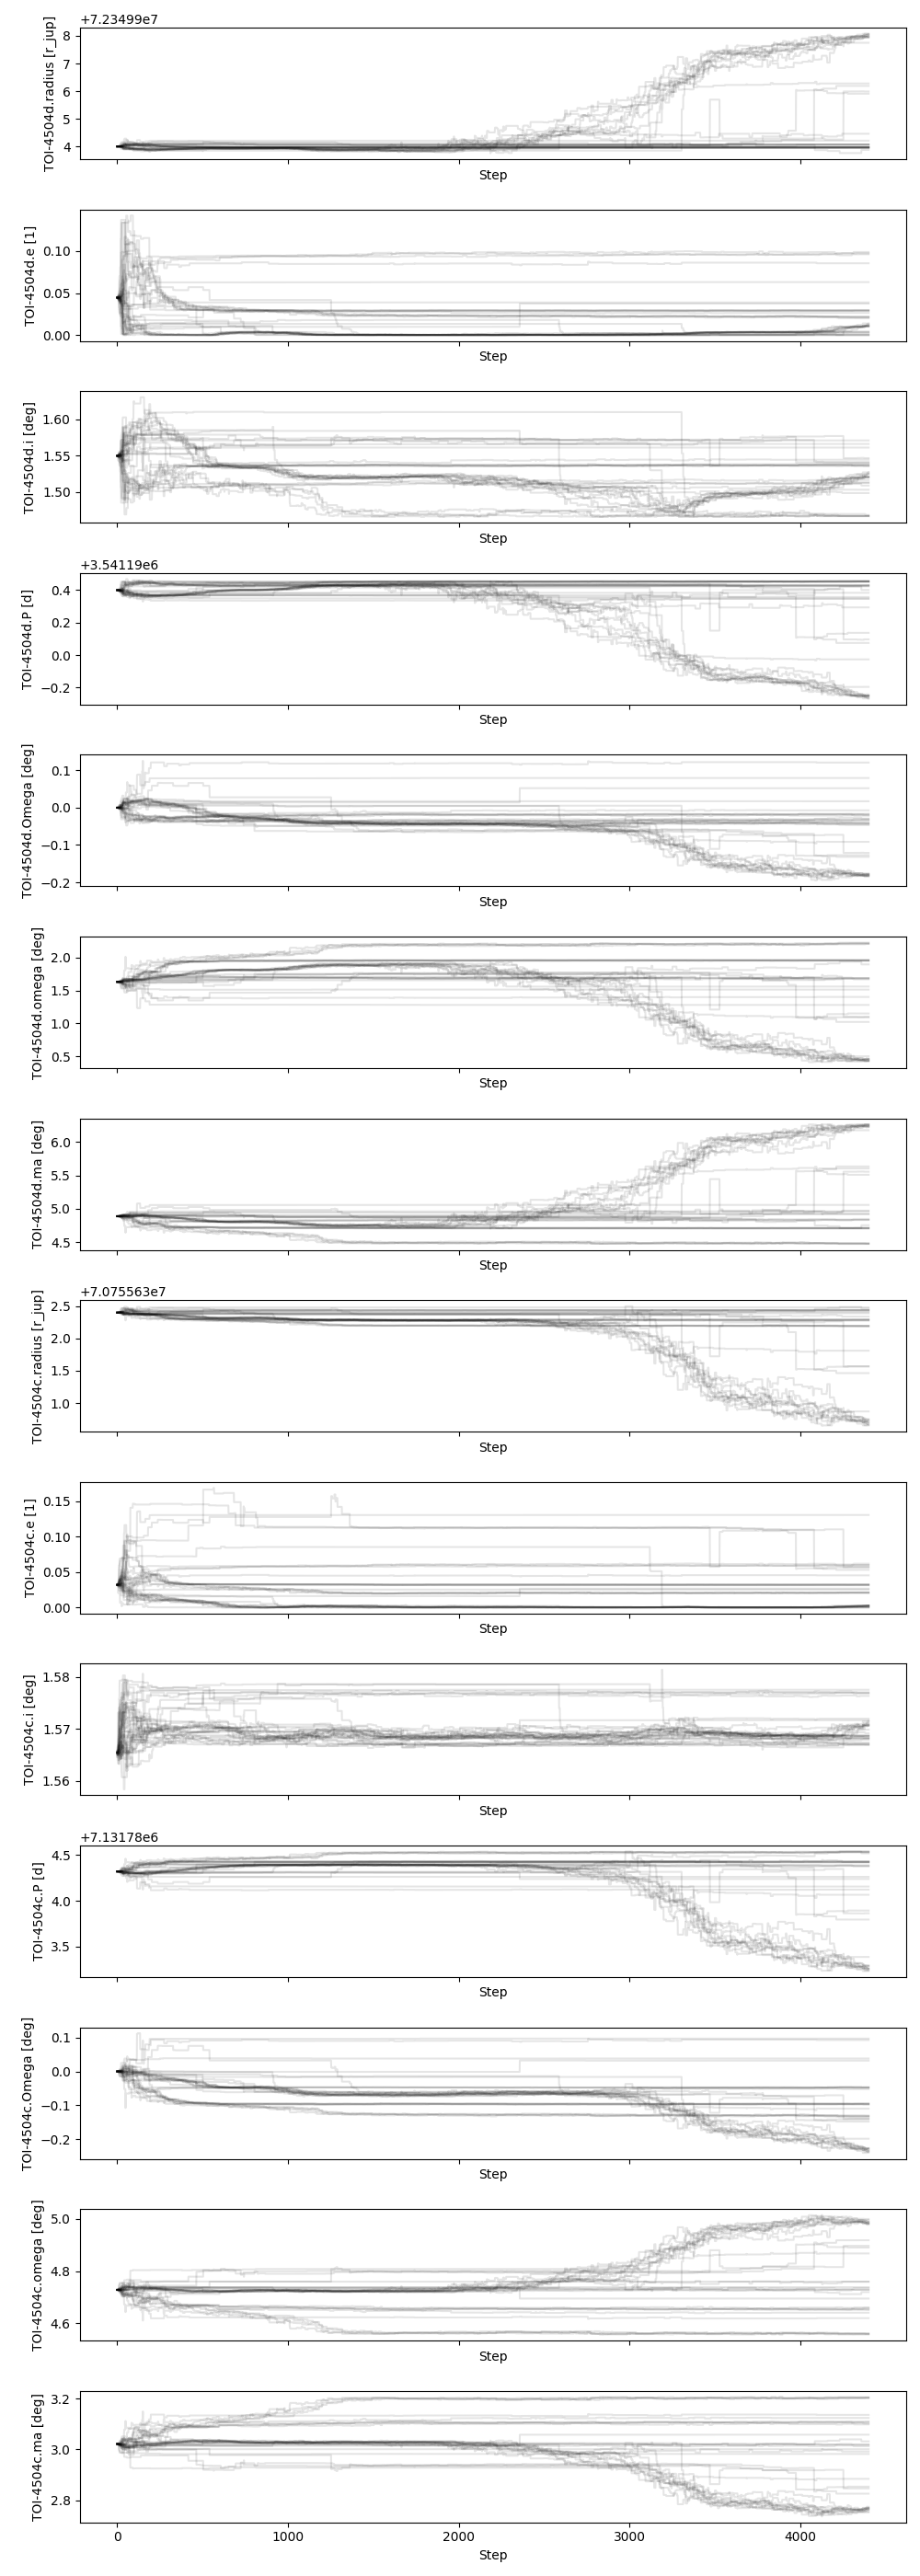 +7.23499e7
TOI-4504d.radius [r_jup]
8
7
6
5
4
Step
TOI-4504d.e [1]
0.10
0.05
0.00
Step
TOI-4504d.i [deg]
1.60
1.55
1.50
Step
+3.54119e6
TOI-4504d.P [d]
0.4
0.2
0.0
−0.2
Step
TOI-4504d.Omega [deg]
0.1
0.0
−0.1
−0.2
Step
TOI-4504d.omega [deg]
2.0
1.5
1.0
0.5
Step
TOI-4504d.ma [deg]
6.0
5.5
5.0
4.5
Step
+7.075563e7
TOI-4504c.radius [r_jup]
2.5
2.0
1.5
1.0
Step
TOI-4504c.e [1]
0.15
0.10
0.05
0.00
Step
TOI-4504c.i [deg]
1.58
1.57
1.56
Step
+7.13178e6
TOI-4504c.P [d]
4.5
4.0
3.5
Step
TOI-4504c.Omega [deg]
0.1
0.0
−0.1
−0.2
Step
TOI-4504c.omega [deg]
5.0
4.8
4.6
Step
TOI-4504c.ma [deg]
3.2
3.0
2.8
0 1000 2000 3000 4000
Step